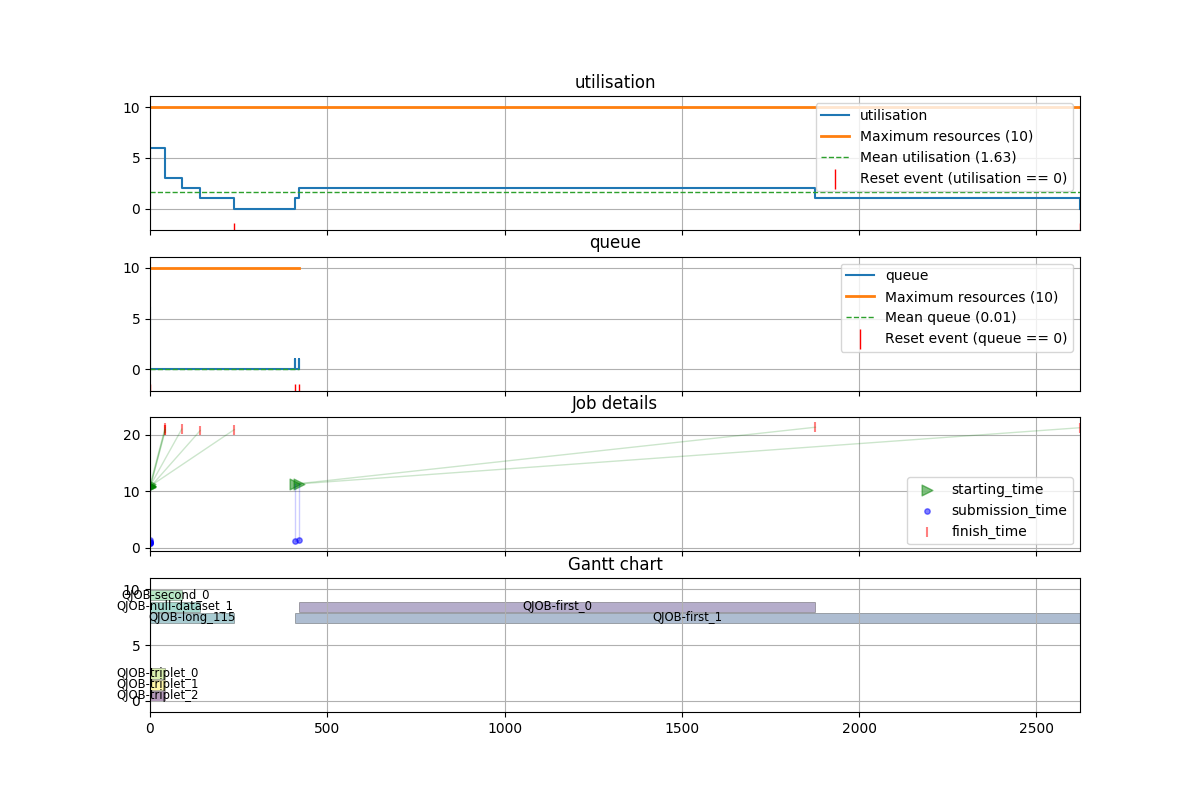 utilisation
10
5
0
utilisation
Maximum resources (10)
Mean utilisation (1.63)
Reset event (utilisation == 0)
queue
10
5
0
queue
Maximum resources (10)
Mean queue (0.01)
Reset event (queue == 0)
Job details
20
10
0
starting_time
submission_time
finish_time
Gantt chart
10
5
0
QJOB-second_0
QJOB-null-dataset_1
QJOB-long_115
QJOB-first_0
QJOB-first_1
QJOB-triplet_0
QJOB-triplet_1
QJOB-triplet_2
0 500 1000 1500 2000 2500